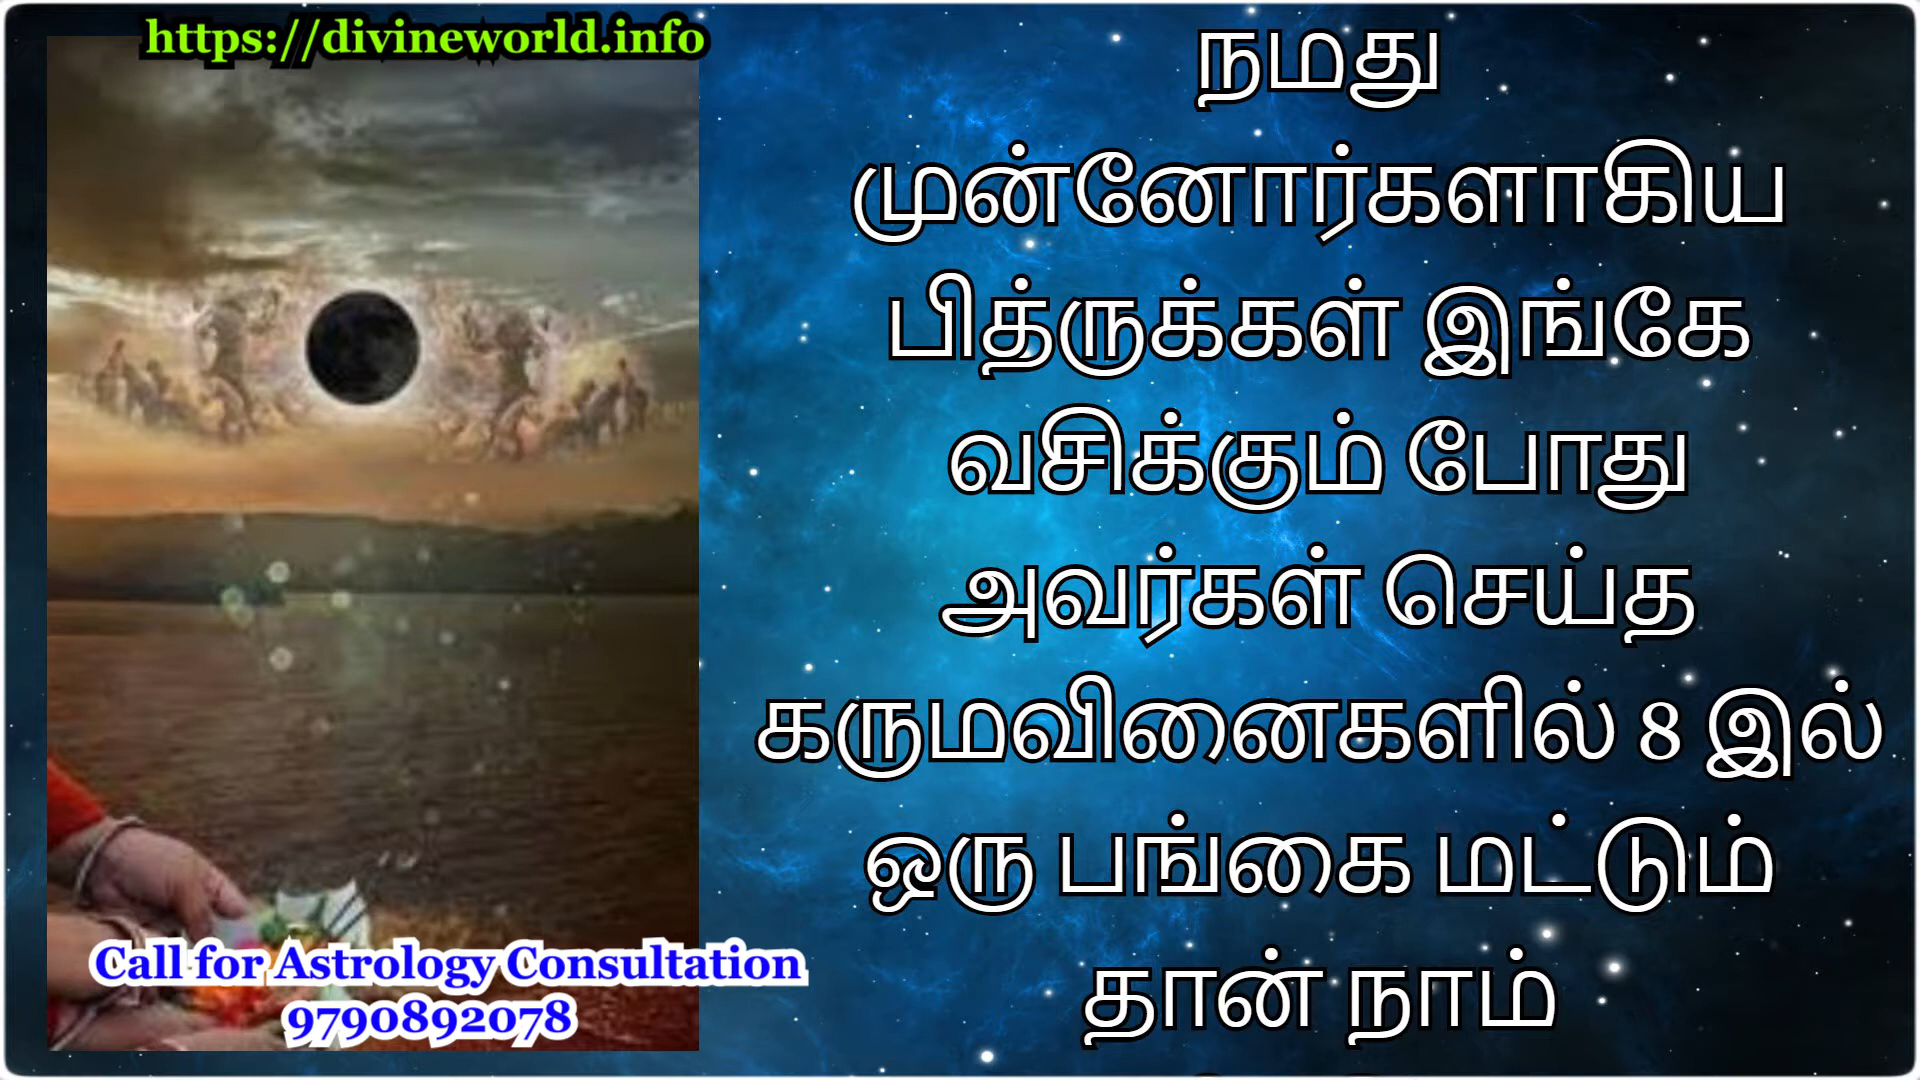 https://divineworld.info
நமது
முன்னோர்களாகிய
பித்ருக்கள் இங்கே
வசிக்கும் போது
அவர்கள் செய்த
கருமவினைகளில் 8 இல்
ஒரு பங்கை மட்டும்
தான் நாம்
Call for Astrology Consultation
9790892078